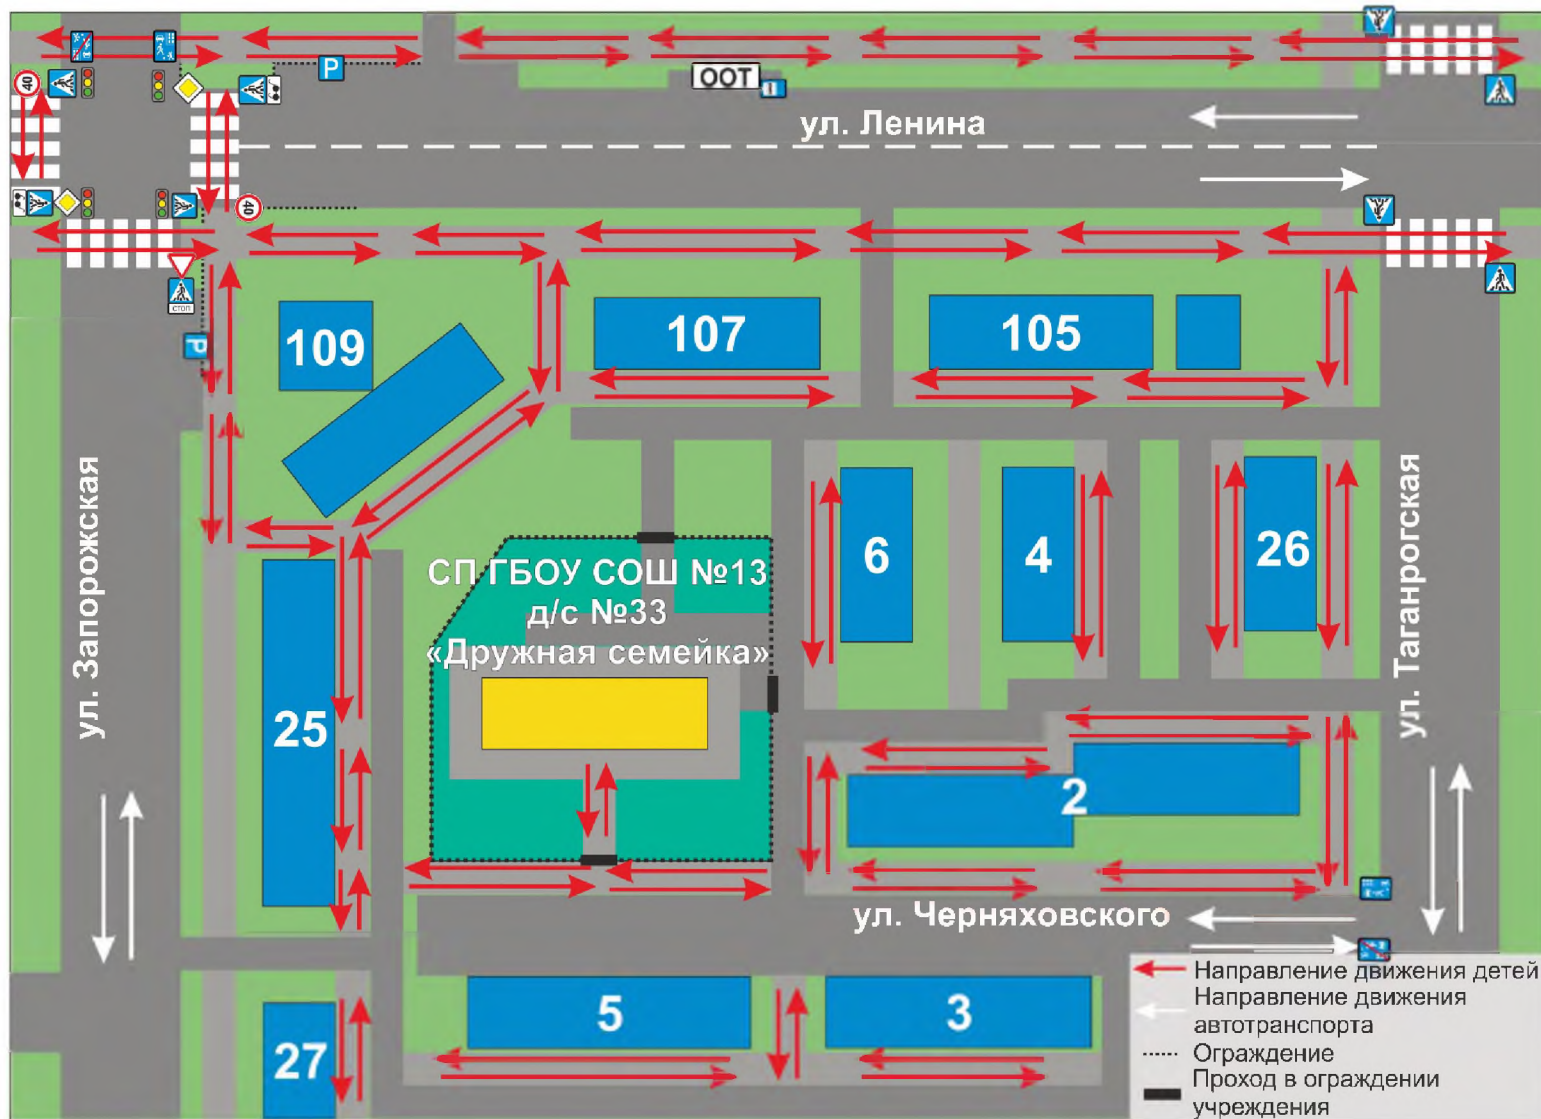 P
40
ООТ
ул. Ленина
40
СТОП
P
109
107
105
ул. Запорожская
6
4
26
ул. Таганрогская
СП ГБОУ СОШ №13
д/с №33
«Дружная семейка»
25
2
ул. Черняховского
5
3
27
Направление движения детей
Направление движения
автотранспорта
Ограждение
Проход в ограждении
учреждения